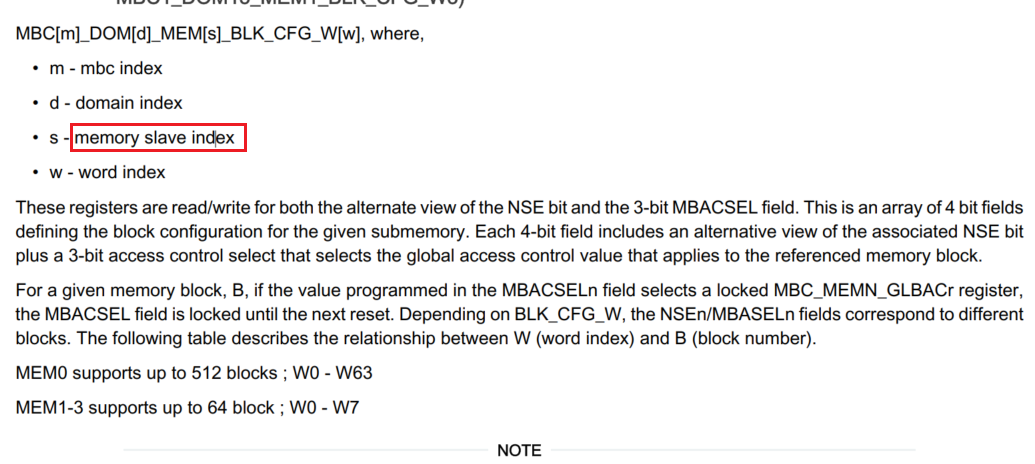 MBC[m]_DOM[d]_MEM[s]_BLK_CFG_W[w], where,
• m - mbc index
• d - domain index
• s - memory slave index
• w - word index
These registers are read/write for both the alternate view of the NSE bit and the 3-bit MBACSEL field. This is an array of 4 bit fields
defining the block configuration for the given submemory. Each 4-bit field includes an alternative view of the associated NSE bit
plus a 3-bit access control select that selects the global access control value that applies to the referenced memory block.
For a given memory block, B, if the value programmed in the MBACSELn field selects a locked MBC_MEMN_GLBACr register,
the MBACSEL field is locked until the next reset. Depending on BLK_CFG_W, the NSEn/MBASELn fields correspond to different
blocks. The following table describes the relationship between W (word index) and B (block number).
MEM0 supports up to 512 blocks ; W0 - W63
MEM1-3 supports up to 64 block ; W0 - W7
NOTE